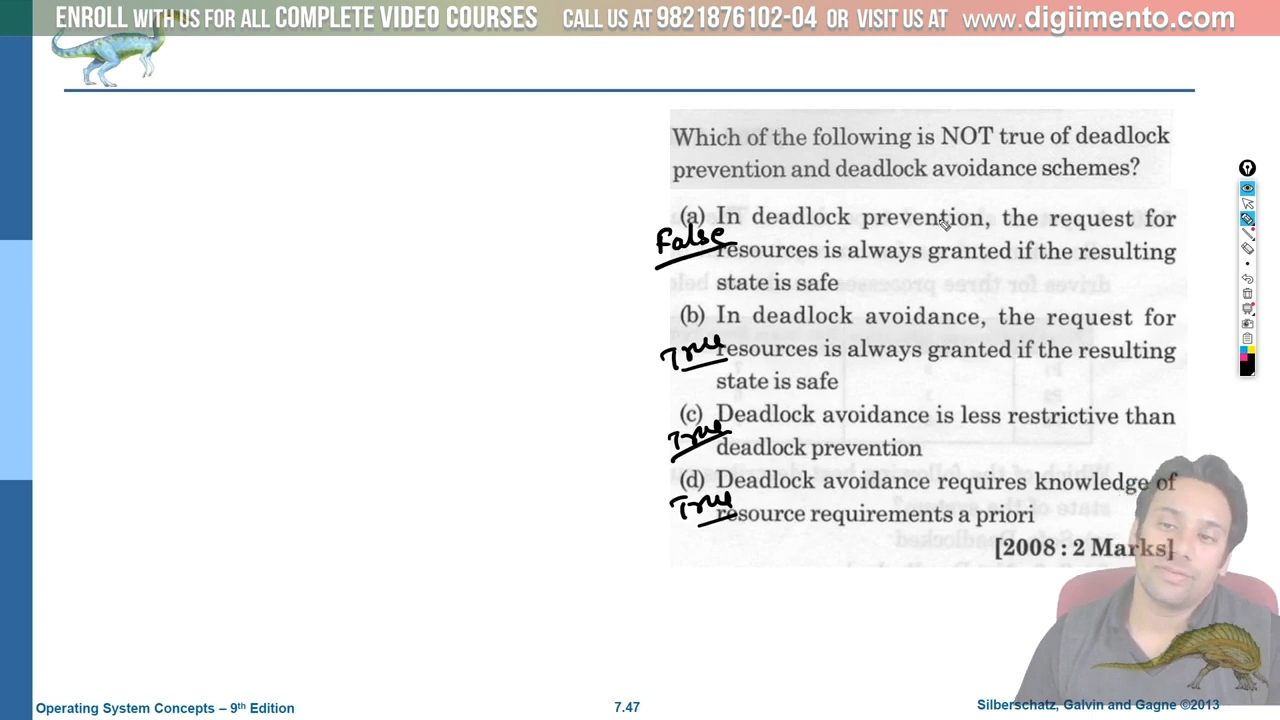 ENROLL WITH US FOR ALL COMPLETE VIDEO COURSES CALL US AT 9821876102-04 OR VISIT US AT www.digiimento.com
Which of the following is NOT true of deadlock
prevention and deadlock avoidance schemes?
(a) In deadlock prevention, the request for
False
resources is always granted if the resulting
state is safe
(b) In deadlock avoidance, the request for
True
resources is always granted if the resulting
state is safe
(c) Deadlock avoidance is less restrictive than
True
deadlock prevention
(d) Deadlock avoidance requires knowledge of
True
resource requirements a priori
[2008 : 2 Marks]
Operating System Concepts – 9th Edition
7.47
Silberschatz, Galvin and Gagne ©2013